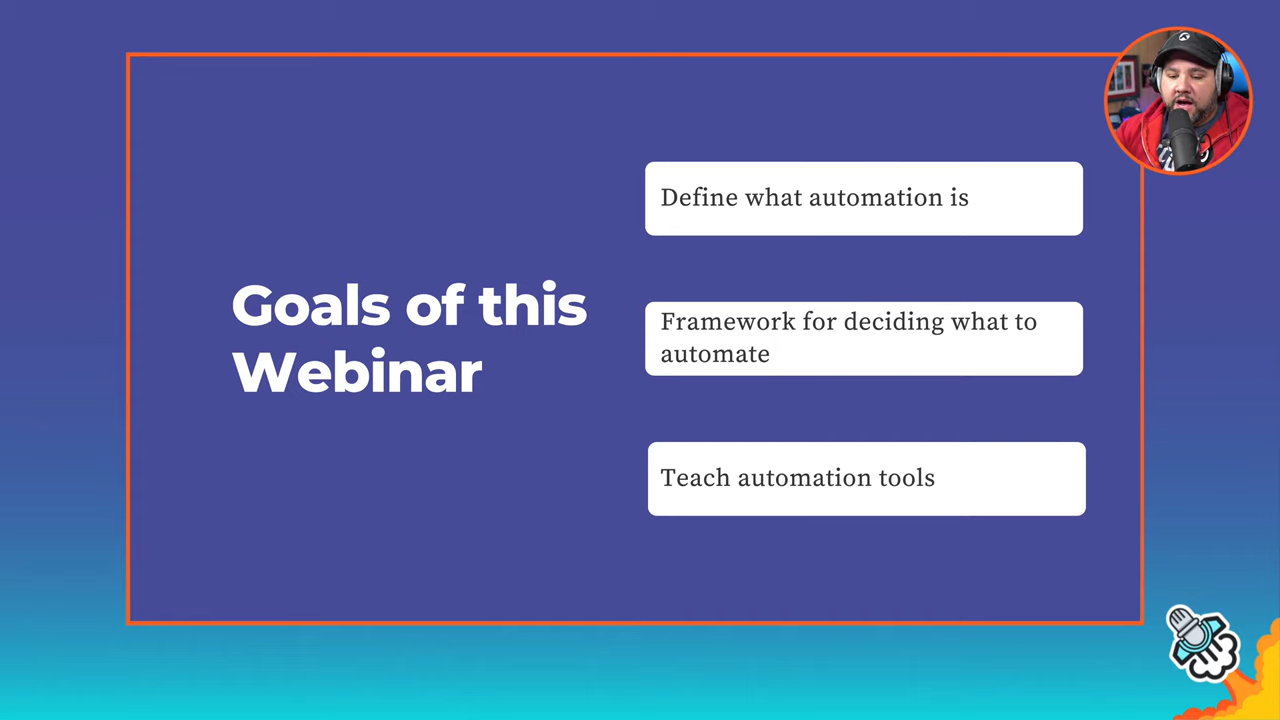 Goals of this
Webinar
Define what automation is
Framework for deciding what to
automate
Teach automation tools